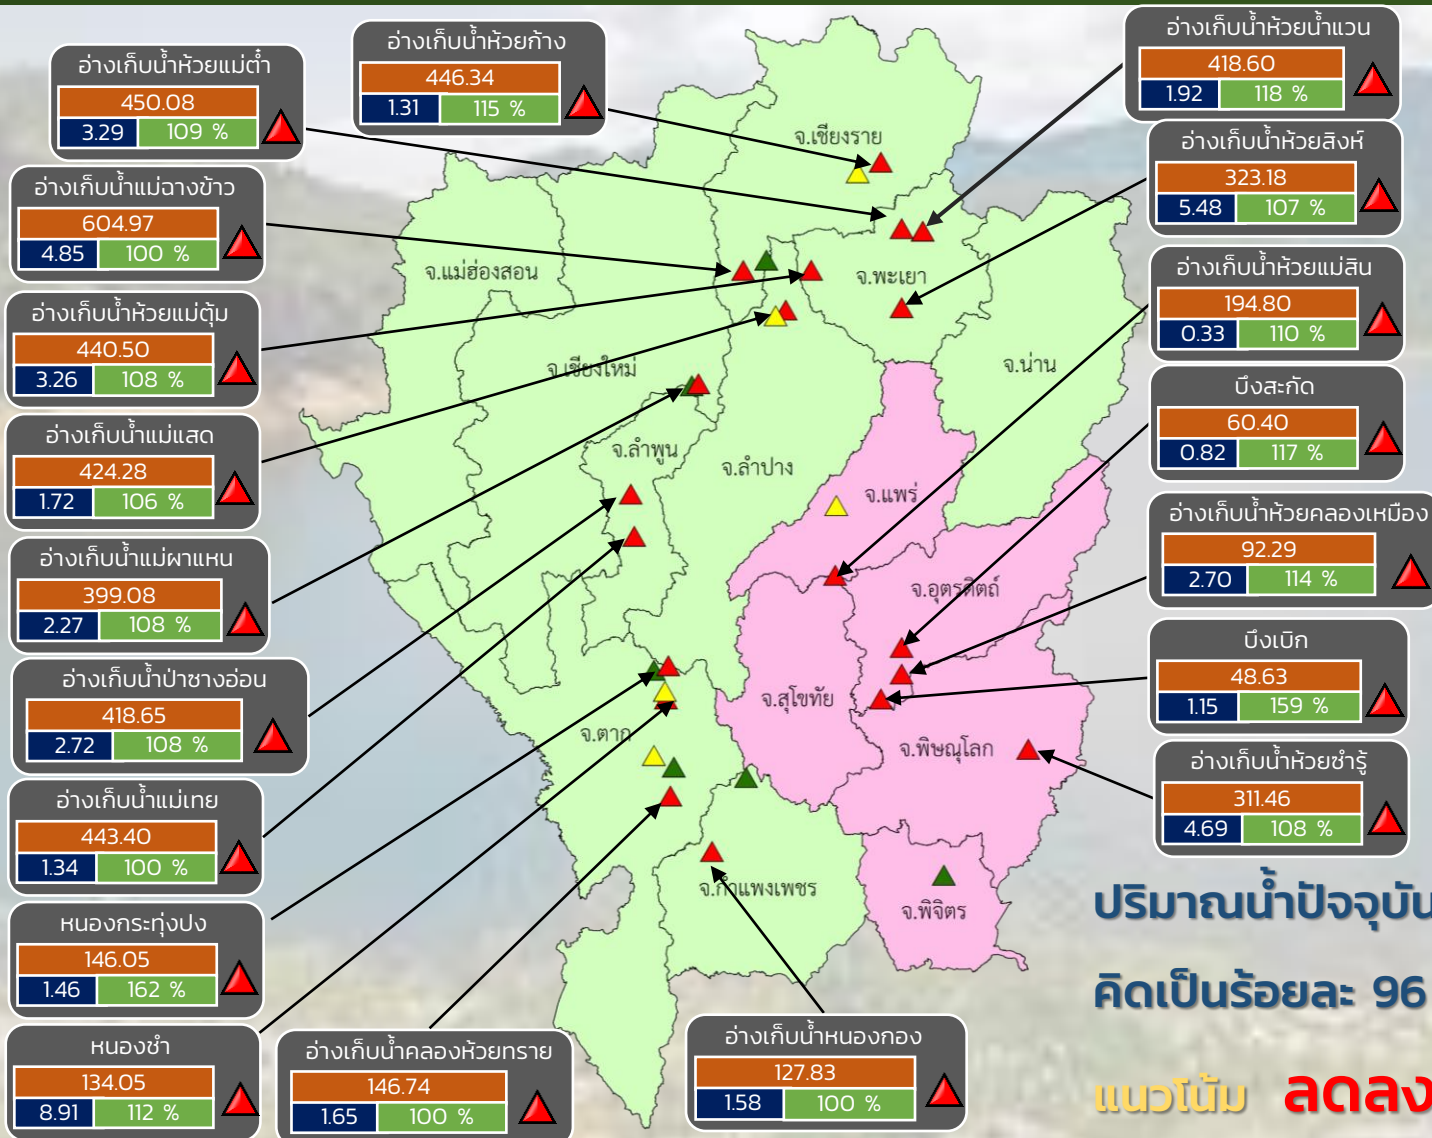 อ่างเก็บน้ำห้วยแม่ต่ำ
450.08
3.29 109 %
อ่างเก็บน้ำห้วยก้าง
446.34
1.31 115 %
อ่างเก็บน้ำห้วยน้ำแวน
418.60
1.92 118 %
อ่างเก็บน้ำแม่ฉางข้าว
604.97
4.85 100 %
อ่างเก็บน้ำห้วยสิงห์
323.18
5.48 107 %
อ่างเก็บน้ำห้วยแม่ตุ้ม
440.50
3.26 108 %
อ่างเก็บน้ำห้วยแม่สิน
194.80
0.33 110 %
อ่างเก็บน้ำแม่แสด
424.28
1.72 106 %
บึงสะกัด
60.40
0.82 117 %
อ่างเก็บน้ำแม่ผาแหน
399.08
2.27 108 %
อ่างเก็บน้ำห้วยคลองเหมือง
92.29
2.70 114 %
อ่างเก็บน้ำป่าซางอ่อน
418.65
2.72 108 %
บึงเบิก
48.63
1.15 159 %
อ่างเก็บน้ำแม่เทย
443.40
1.34 100 %
อ่างเก็บน้ำห้วยซำรู้
311.46
4.69 108 %
หนองกระทุ่งปง
146.05
1.46 162 %
หนองชำ
134.05
8.91 112 %
อ่างเก็บน้ำคลองห้วยทราย
146.74
1.65 100 %
อ่างเก็บน้ำหนองกอง
127.83
1.58 100 %
จ.เชียงราย
จ.แม่ฮ่องสอน
จ.พะเยา
จ.เชียงใหม่
จ.น่าน
จ.ลำพูน
จ.ลำปาง
จ.แพร่
จ.อุตรดิตถ์
จ.สุโขทัย
จ.ตาก
จ.พิษณุโลก
จ.กำแพงเพชร
จ.พิจิตร
ปริมาณน้ำปัจจุบัน
คิดเป็นร้อยละ 96
แนวโน้ม ลดลง